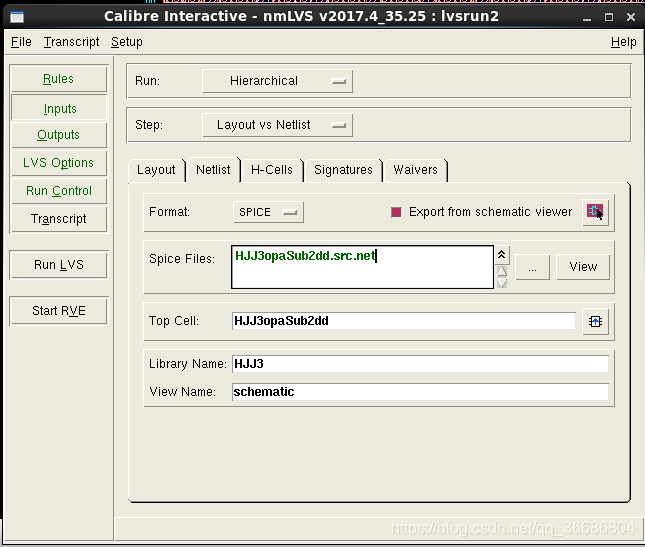 Calibre Interactive - nmLVS v2017.4_35.25 : lvsrun2
File Transcript Setup Help
Rules
Inputs
Outputs
LVS Options
Run Control
Transcript
Run LVS
Start RVE
Run: Hierarchical
Step: Layout vs Netlist
Layout Netlist H-Cells Signatures Waivers
Format: SPICE Export from schematic viewer
Spice Files: HJJ3opaSub2dd.src.net ... View
Top Cell: HJJ3opaSub2dd
Library Name: HJJ3
View Name: schematic
https://blog.csdn.net/qq_36686804